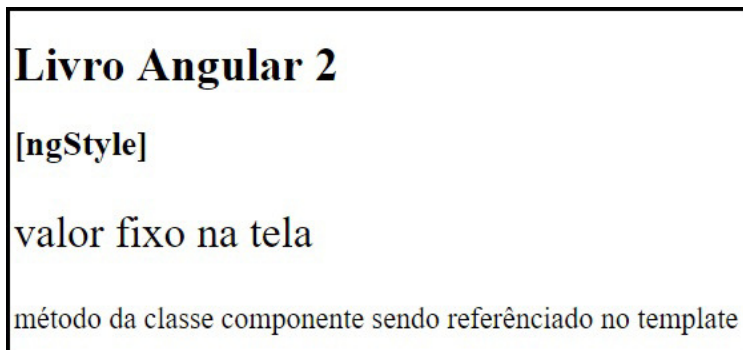 Livro Angular 2
[ngStyle]
valor fixo na tela
método da classe componente sendo referênciado no template